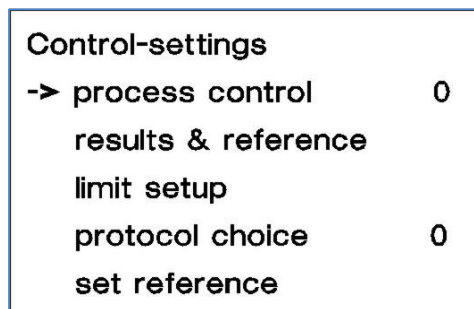 Control-settings
-> process control 0
results & reference
limit setup
protocol choice 0
set reference